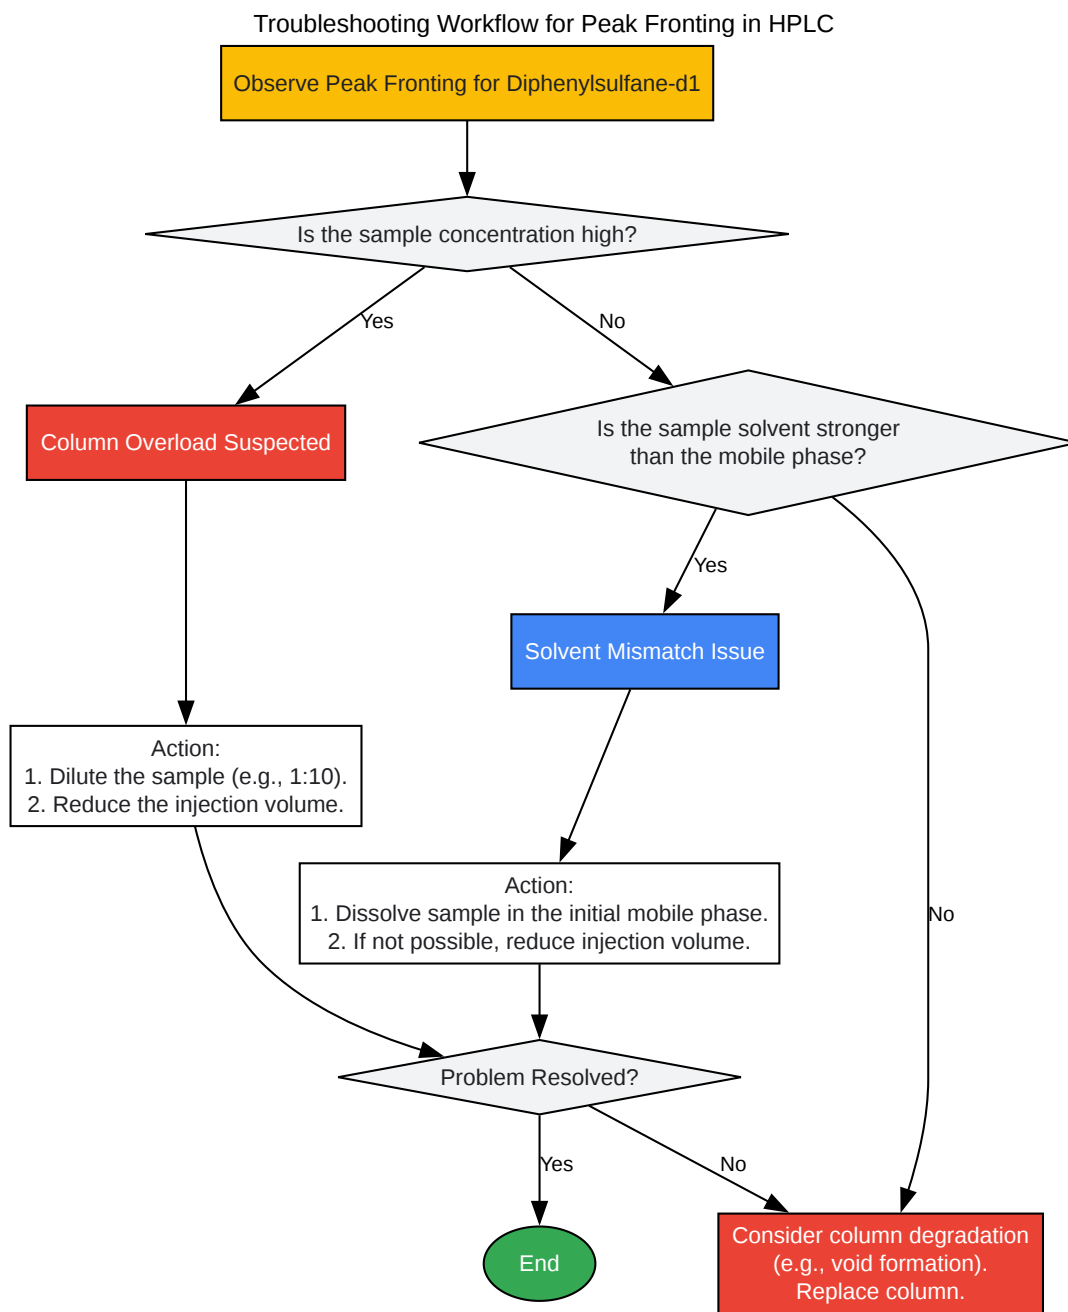 Troubleshooting Workflow for Peak Fronting in HPLC
Observe Peak Fronting for Diphenylsulfane-d1
Is the sample concentration high?
Yes
No
Column Overload Suspected
Is the sample solvent stronger
than the mobile phase?
Yes
Solvent Mismatch Issue
Action:
1. Dilute the sample (e.g., 1:10).
2. Reduce the injection volume.
Action:
1. Dissolve sample in the initial mobile phase.
2. If not possible, reduce injection volume.
No
Problem Resolved?
Yes
No
End
Consider column degradation
(e.g., void formation).
Replace column.